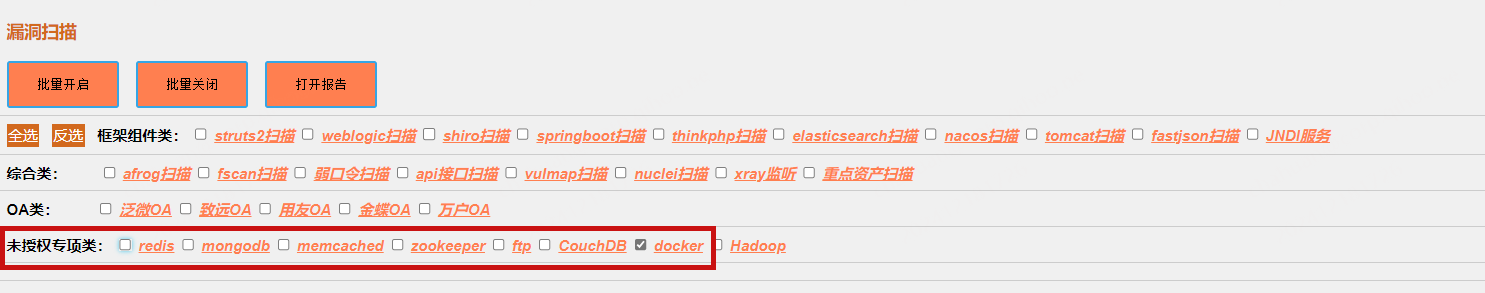 漏洞扫描
批量开启 批量关闭 打开报告
全选 反选 框架组件类： struts2扫描 weblogic扫描 shiro扫描 springboot扫描 thinkphp扫描 elasticsearch扫描 nacos扫描 tomcat扫描 fastjson扫描 JNDI服务
综合类： afrog扫描 fscan扫描 弱口令扫描 api接口扫描 vulmap扫描 nuclei扫描 xray监听 重点资产扫描
OA类： 泛微OA 致远OA 用友OA 金蝶OA 万户OA
未授权专项类： redis mongodb memcached zookeeper ftp CouchDB docker Hadoop